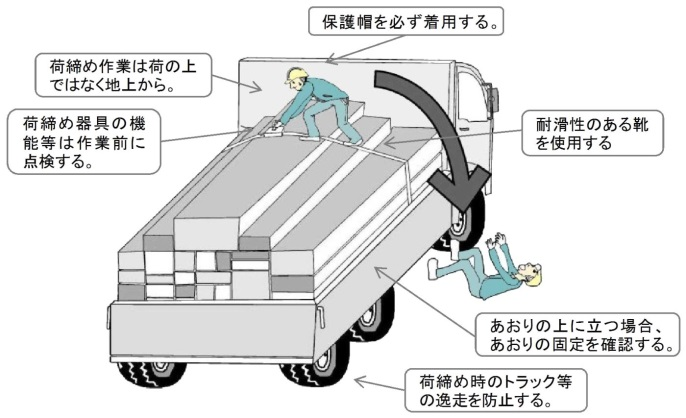 保護帽を必ず着用する。
荷締め作業は荷の上
ではなく地上から。
荷締め器具の機
能等は作業前に
点検する。
耐滑性のある靴
を使用する
あおりの上に立つ場合、
あおりの固定を確認する。
荷締め時のトラック等
の逸走を防止する。